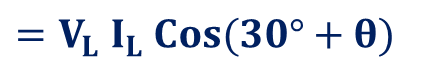 = V_L I_L Cos(30° + θ)